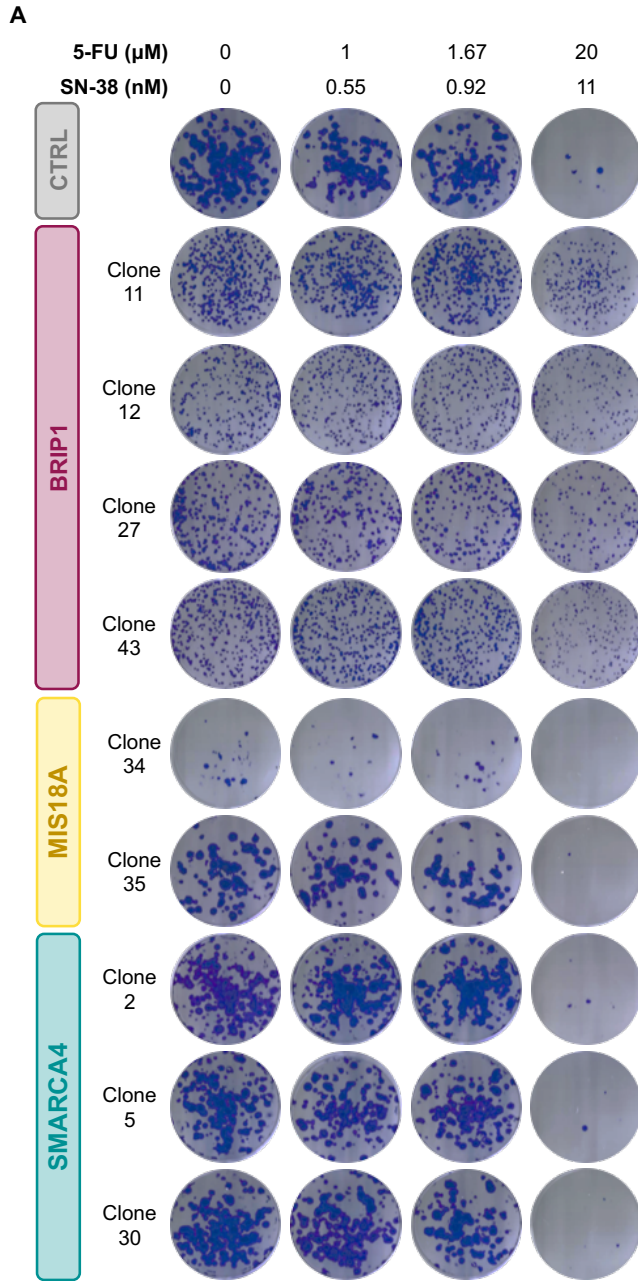 A
5-FU (µM) 0 1 1.67 20
SN-38 (nM) 0 0.55 0.92 11
CTRL
BRIP1
Clone
11
Clone
12
Clone
27
Clone
43
MIS18A
Clone
34
Clone
35
SMARCA4
Clone
2
Clone
5
Clone
30